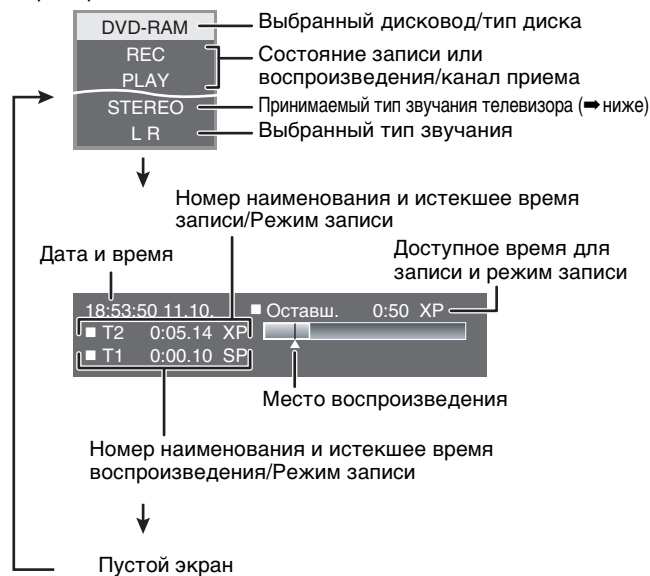 DVD-RAM
Выбранный дисковод/тип диска
REC
PLAY
Состояние записи или
воспроизведения/канал приема
STEREO
Принимаемый тип звучания телевизора (➡ ниже)
L R
Выбранный тип звучания
Номер наименования и истекшее время
записи/Режим записи
Дата и время
Доступное время для
записи и режим записи
18:53:50 11.10.
Оставш. 0:50 XP
T2 0:05.14 XP
T1 0:00.10 SP
Место воспроизведения
Номер наименования и истекшее время
воспроизведения/Режим записи
Пустой экран